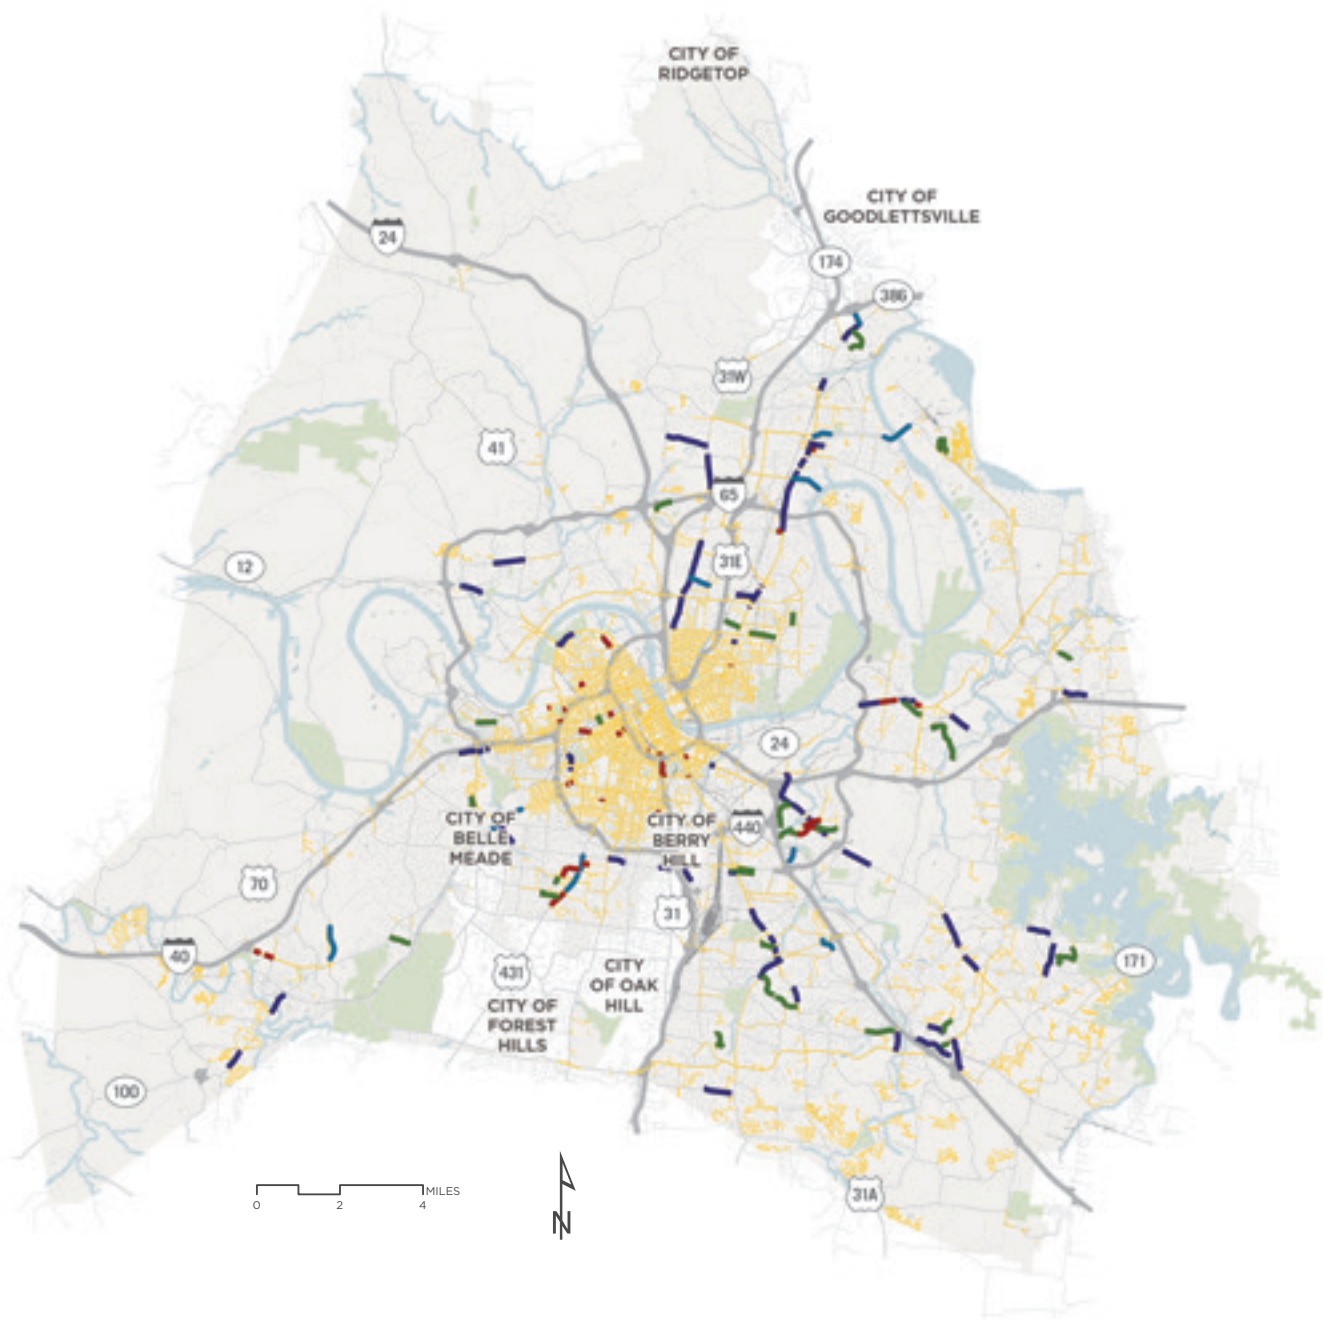 CITY OF
RIDGETOP
CITY OF
GOODLETTSVILLE
24
174
386
31W
41
65
12
31E
24
CITY OF
BELLE
MEADE
CITY OF
BERRY
HILL
440
70
31
40
431
CITY
OF OAK
HILL
171
CITY OF
FOREST
HILLS
100
MILES
0 2 4
N
31A